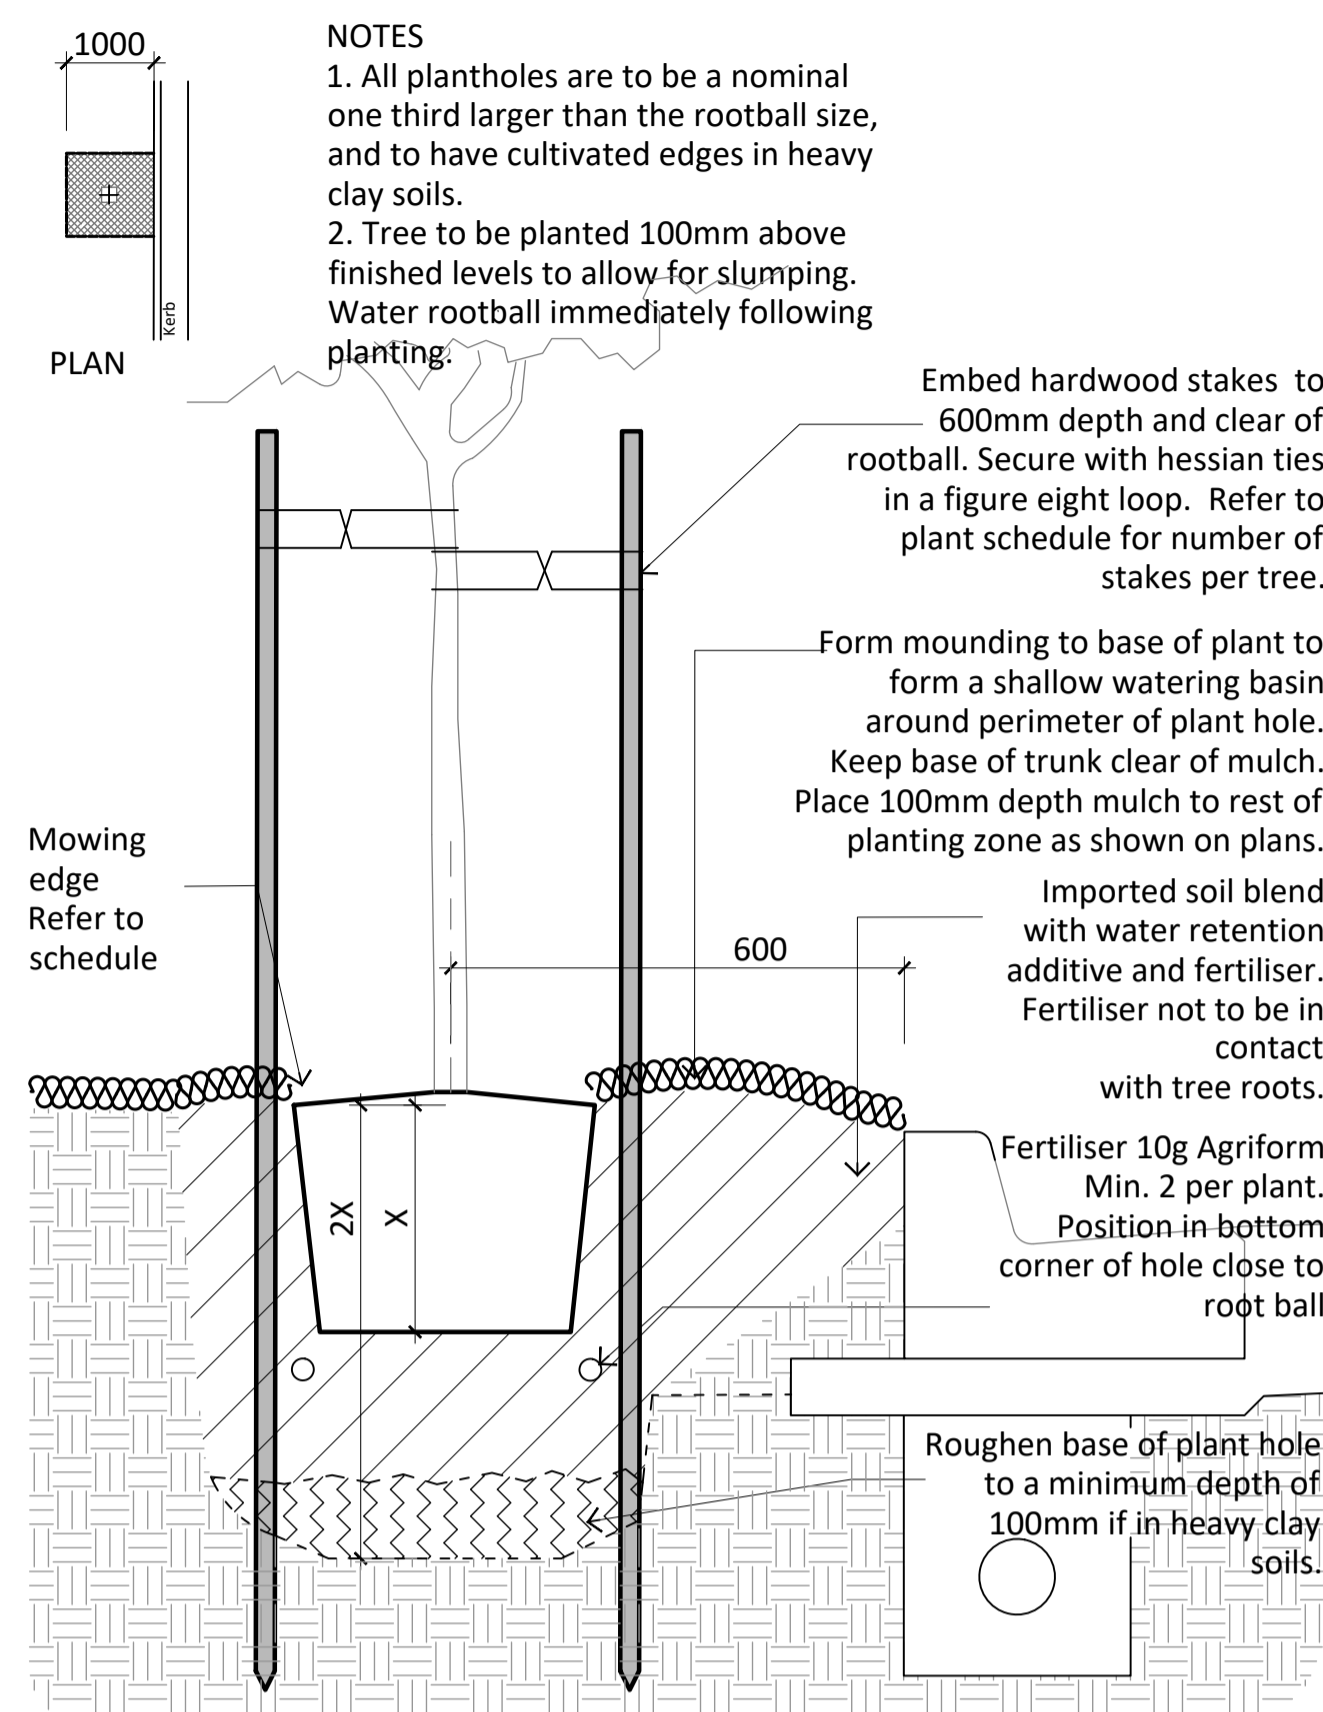 1000
Kerb
PLAN
NOTES
1. All plantholes are to be a nominal
one third larger than the rootball size,
and to have cultivated edges in heavy
clay soils.
2. Tree to be planted 100mm above
finished levels to allow for slumping.
Water rootball immediately following
planting.
Embed hardwood stakes to
600mm depth and clear of
rootball. Secure with hessian ties
in a figure eight loop. Refer to
plant schedule for number of
stakes per tree.
Form mounding to base of plant to
form a shallow watering basin
around perimeter of plant hole.
Keep base of trunk clear of mulch.
Place 100mm depth mulch to rest of
planting zone as shown on plans.
Mowing
edge
Refer to
schedule
600
Imported soil blend
with water retention
additive and fertiliser.
Fertiliser not to be in
contact
with tree roots.
2X
X
Fertiliser 10g Agriform
Min. 2 per plant.
Position in bottom
corner of hole close to
root ball
Roughen base of plant hole
to a minimum depth of
100mm if in heavy clay
soils.